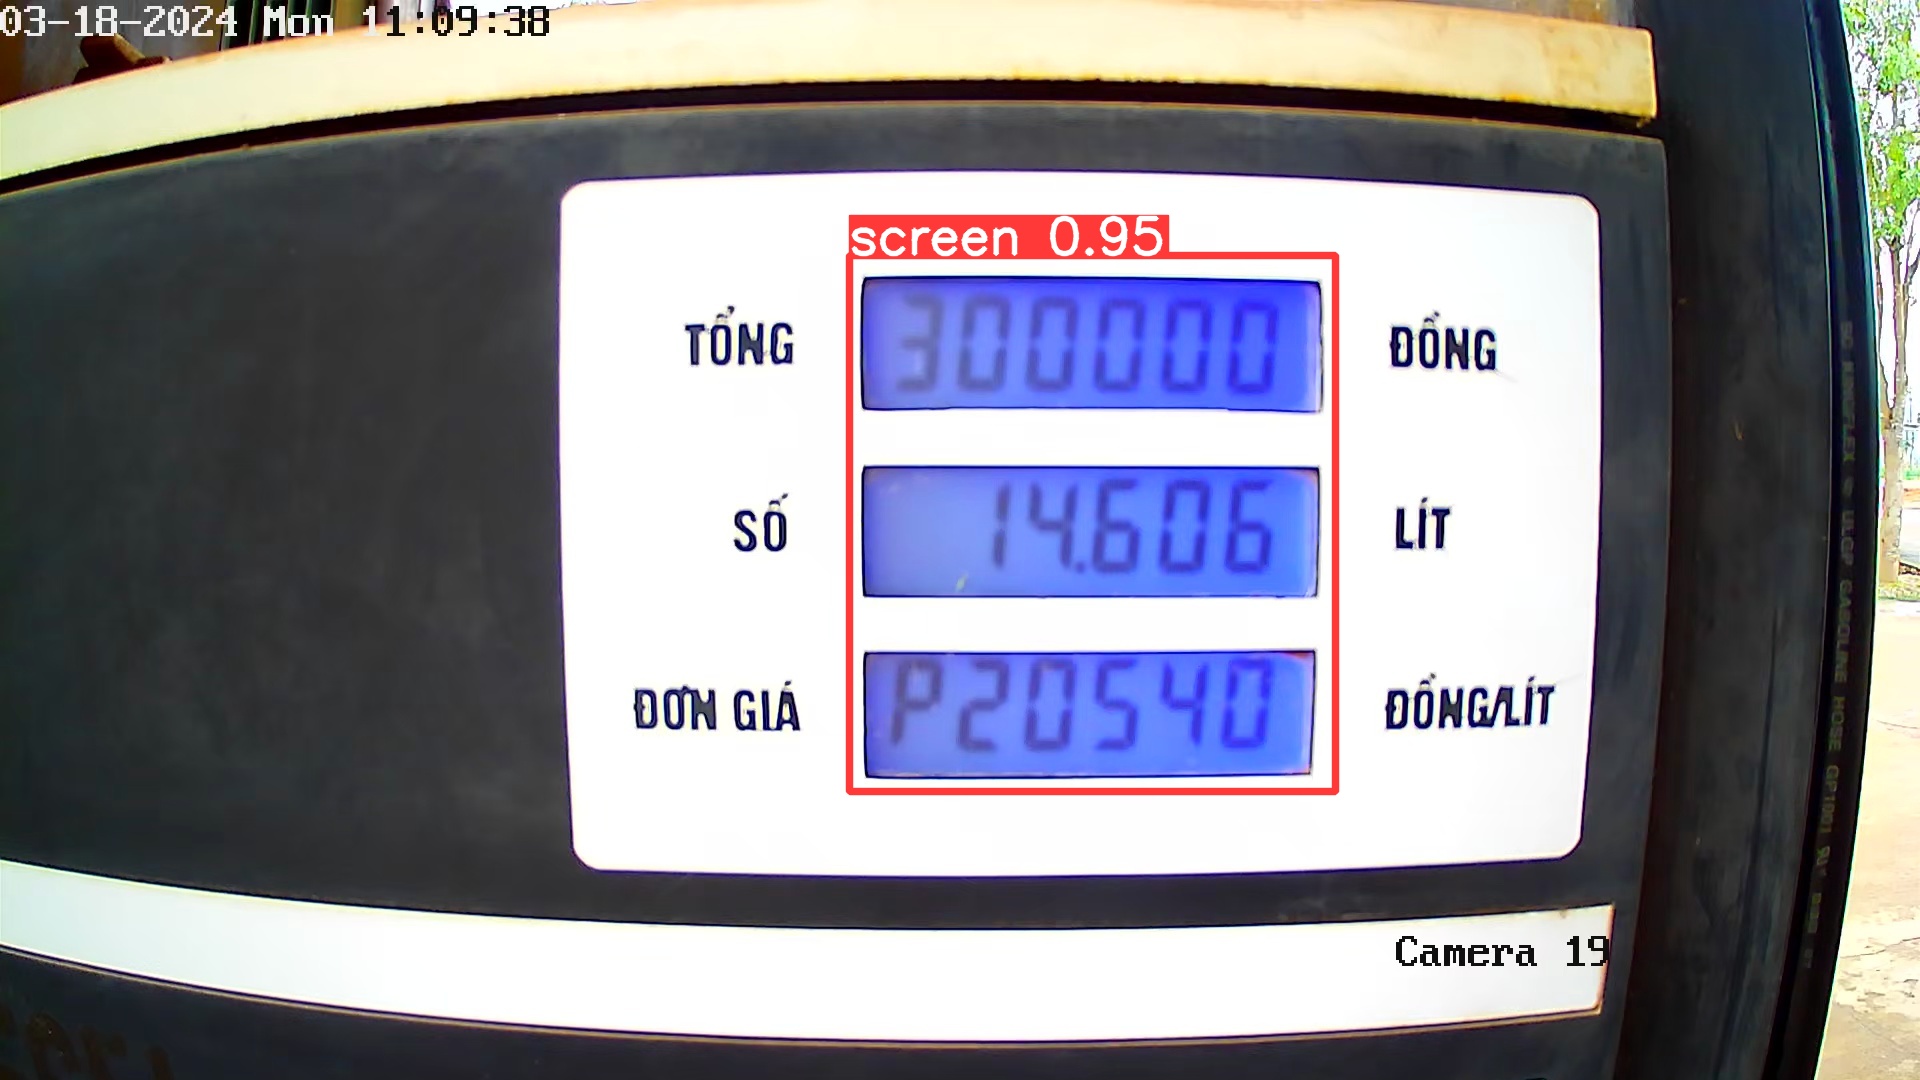 03-18-2024 Mon 11:09:38
screen 0.95
TỔNG 300000 ĐỒNG
SỐ 14.606 LÍT
ĐƠN GIÁ P20540 ĐỒNG/LÍT
Camera 19